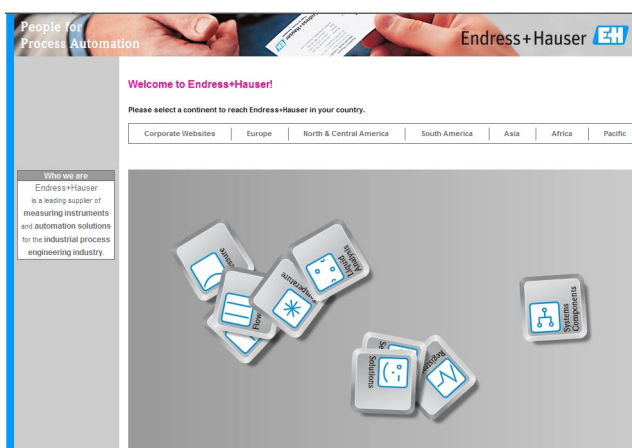 People for
Process Automation
Endress+Hauser
EH
Welcome to Endress+Hauser!
Please select a continent to reach Endress+Hauser in your country.
Corporate Websites | Europe | North & Central America | South America | Asia | Africa | Pacific
Who we are
Endress+Hauser
is a leading supplier of
measuring instruments
and automation solutions
for the industrial process
engineering industry.
Liquid
Analysis
Flow
Systems
Components
Solutions